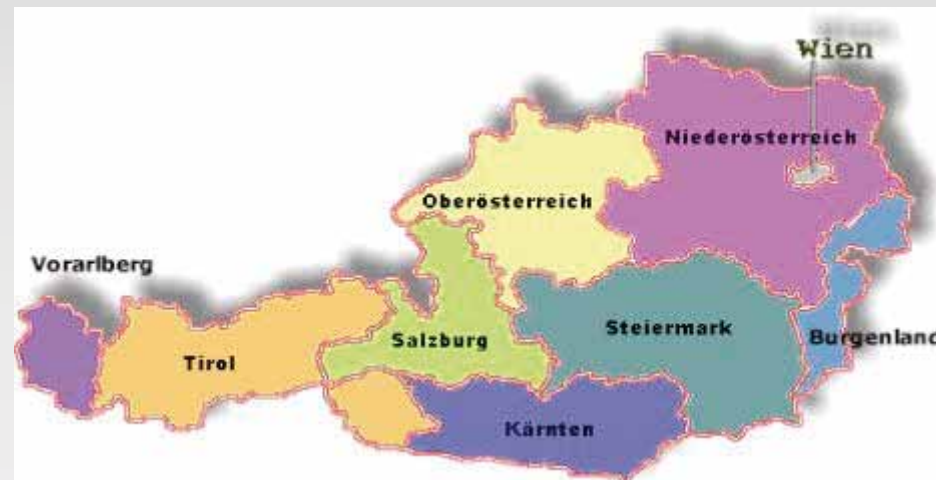 Wien
Niederösterreich
Oberösterreich
Vorarlberg
Tirol
Salzburg
Steiermark
Burgenland
Kärnten